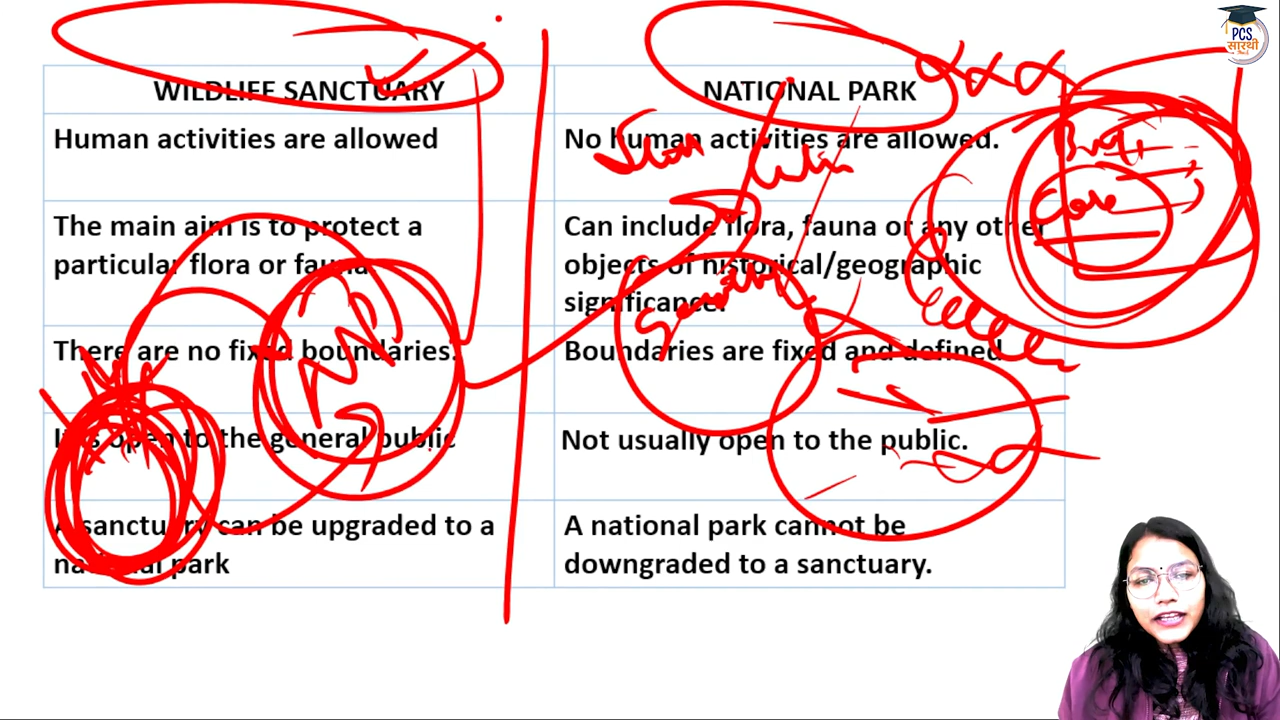 PCS
सारथी
WILDLIFE SANCTUARY
NATIONAL PARK
Human activities are allowed
No human activities are allowed.
The main aim is to protect a
particular flora or fauna.
Can include flora, fauna or any other
objects of historical/geographic
significance.
There are no fixed boundaries.
Boundaries are fixed and defined.
It is open to the general public
Not usually open to the public.
A sanctuary can be upgraded to a
national park
A national park cannot be
downgraded to a sanctuary.
Core